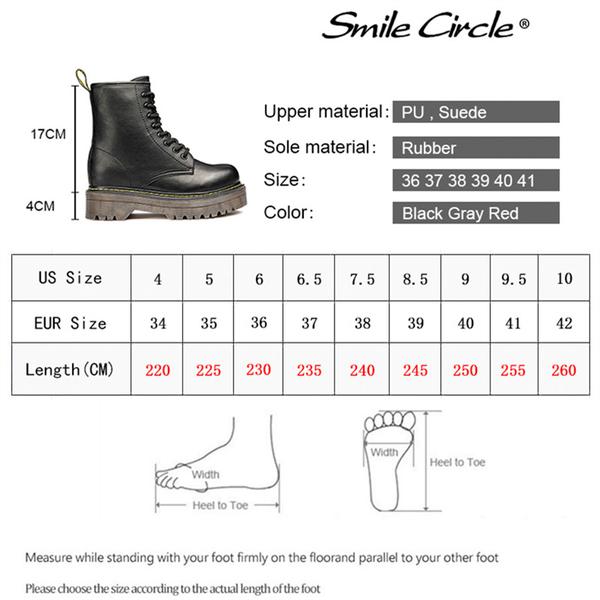 Smile Circle®
17CM
4CM
Upper material: PU , Suede
Sole material: Rubber
Size: 36 37 38 39 40 41
Color: Black Gray Red
US Size 4 5 6 6.5 7.5 8.5 9 9.5 10
EUR Size 34 35 36 37 38 39 40 41 42
Length(CM) 220 225 230 235 240 245 250 255 260
Width
Heel to Toe
Width
Heel to Toe
Measure while standing with your foot firmly on the floorand parallel to your other foot
Please choose the size according to the actual length of the foot